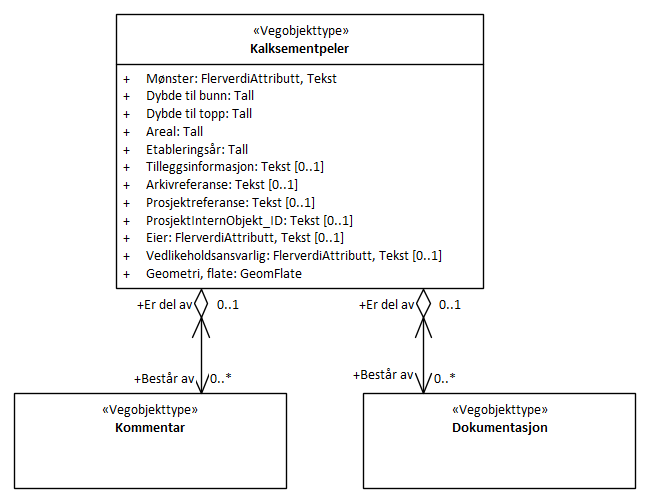 «Vegobjekttype»
Kalksementpeler
+ Mønster: FlerverdiAttributt, Tekst
+ Dybde til bunn: Tall
+ Dybde til topp: Tall
+ Areal: Tall
+ Etableringsår: Tall
+ Tilleggsinformasjon: Tekst [0..1]
+ Arkivreferanse: Tekst [0..1]
+ Prosjektreferanse: Tekst [0..1]
+ ProsjektInternObjekt_ID: Tekst [0..1]
+ Eier: FlerverdiAttributt, Tekst [0..1]
+ Vedlikeholdsansvarlig: FlerverdiAttributt, Tekst [0..1]
+ Geometri, flate: GeomFlate
+Er del av 0..1 +Er del av 0..1
+Består av 0..* +Består av 0..*
«Vegobjekttype»
Kommentar
«Vegobjekttype»
Dokumentasjon